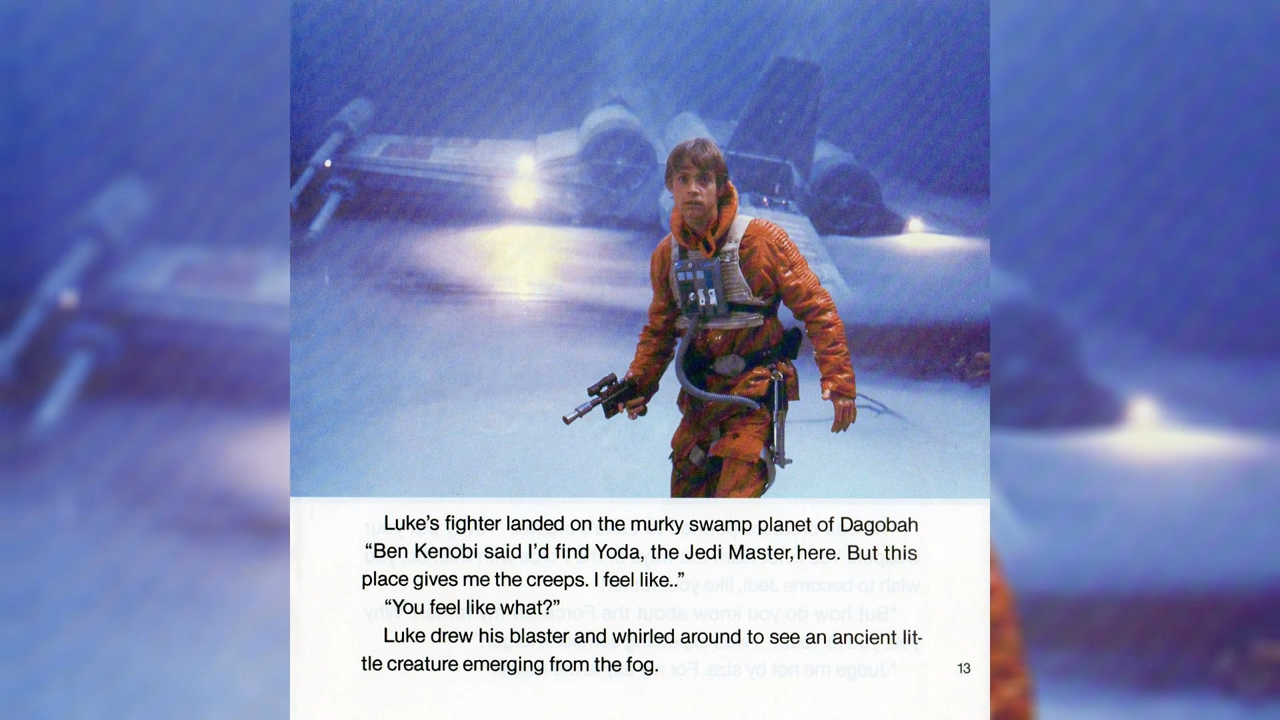 Luke's fighter landed on the murky swamp planet of Dagobah
"Ben Kenobi said I'd find Yoda, the Jedi Master, here. But this
place gives me the creeps. I feel like.."
"You feel like what?"
Luke drew his blaster and whirled around to see an ancient lit-
tle creature emerging from the fog.
13